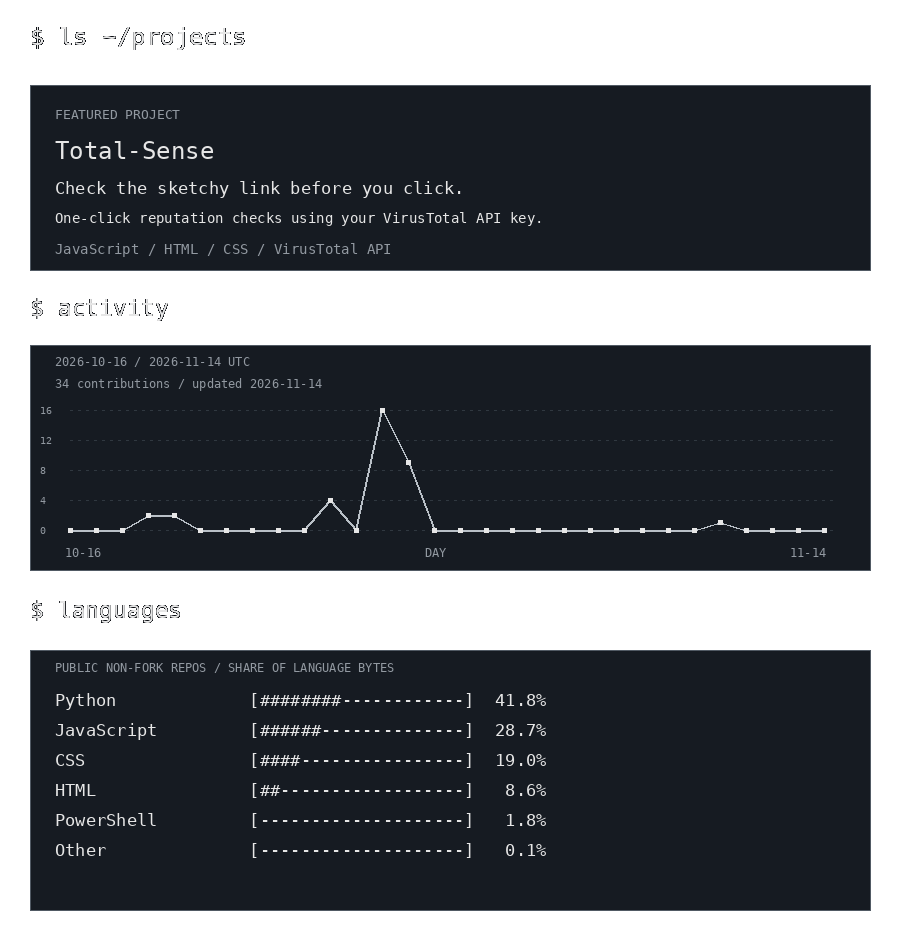 $ ls ~/projects
FEATURED PROJECT
Total-Sense
Check the sketchy link before you click.
One-click reputation checks using your VirusTotal API key.
JavaScript / HTML / CSS / VirusTotal API
$ activity
2026-10-16 / 2026-11-14 UTC
34 contributions / updated 2026-11-14
16
12
8
4
0
10-16 DAY 11-14
$ languages
PUBLIC NON-FORK REPOS / SHARE OF LANGUAGE BYTES
Python [########------------] 41.8%
JavaScript [######--------------] 28.7%
CSS [####----------------] 19.0%
HTML [##------------------] 8.6%
PowerShell [--------------------] 1.8%
Other [--------------------] 0.1%